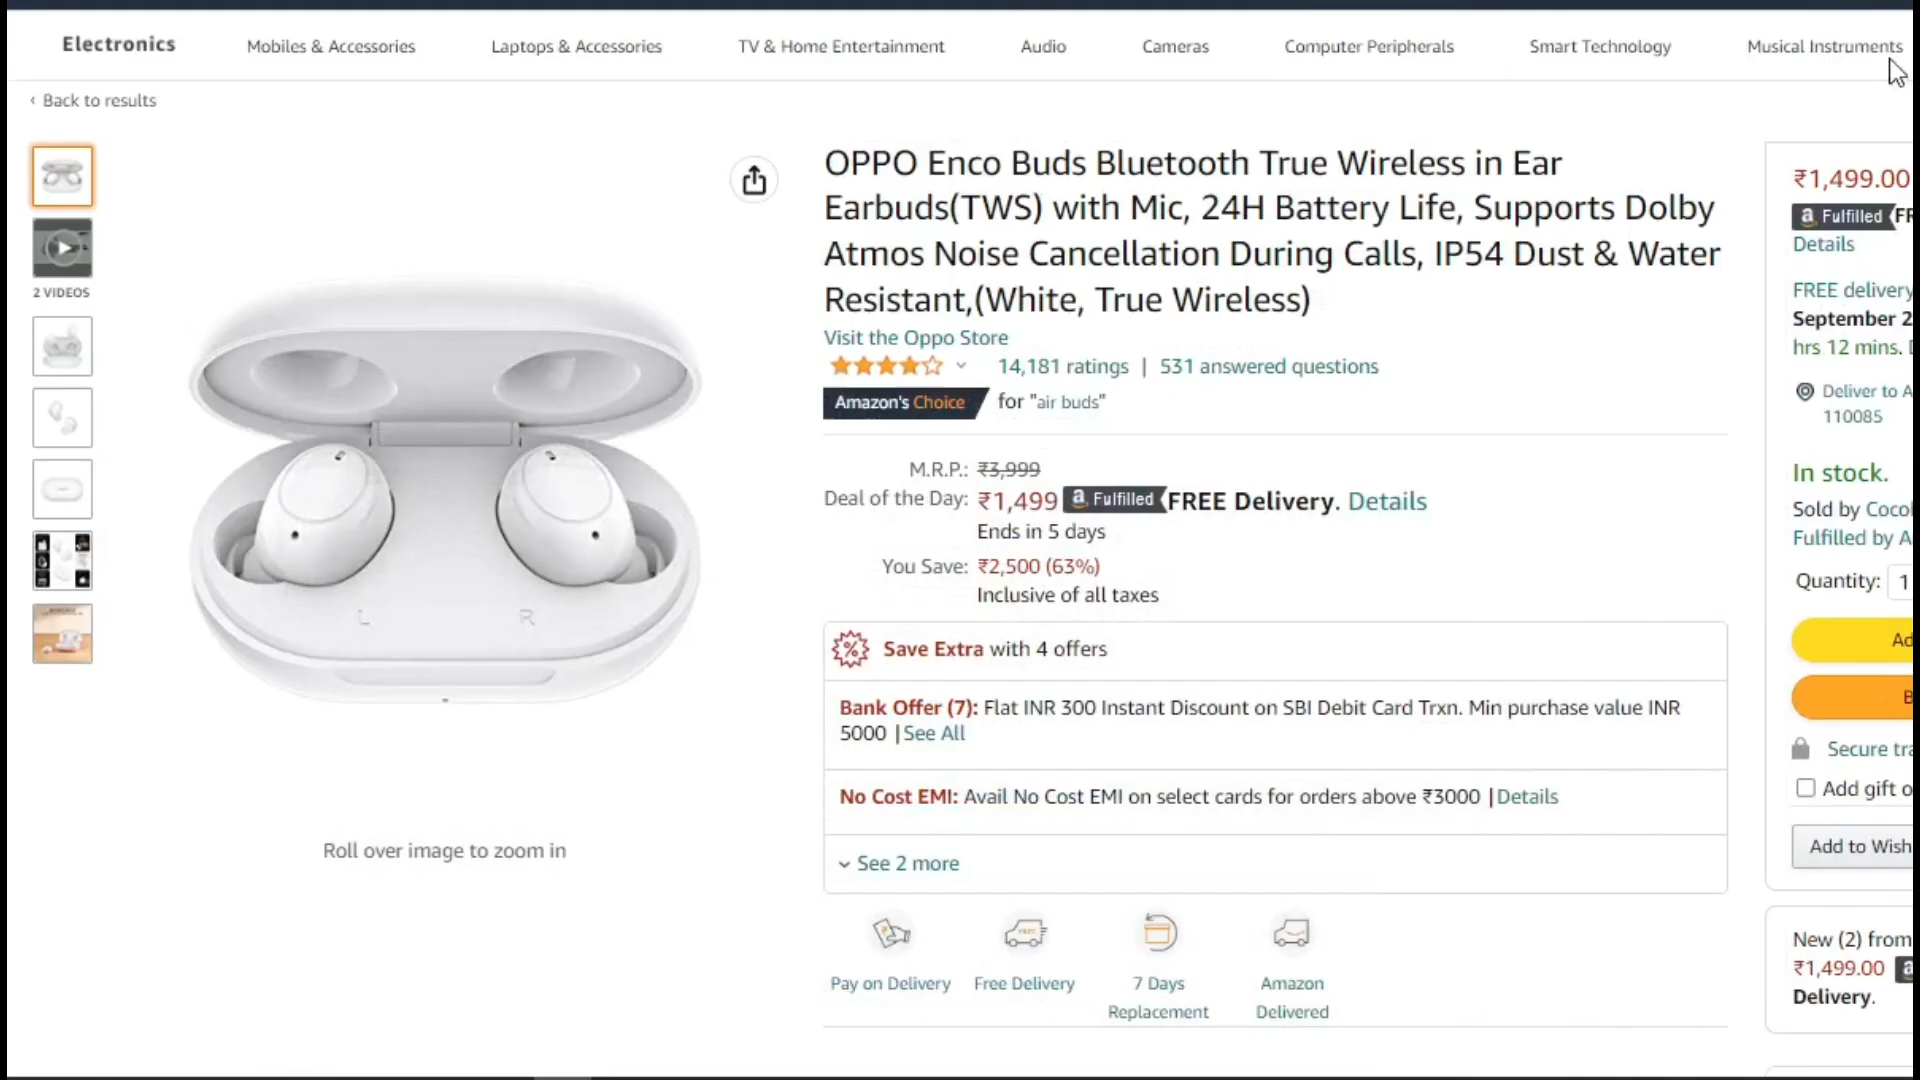 Electronics
Mobiles & Accessories
Laptops & Accessories
TV & Home Entertainment
Audio
Cameras
Computer Peripherals
Smart Technology
Musical Instruments
‹ Back to results
2 VIDEOS
L R
Roll over image to zoom in
OPPO Enco Buds Bluetooth True Wireless in Ear
Earbuds(TWS) with Mic, 24H Battery Life, Supports Dolby
Atmos Noise Cancellation During Calls, IP54 Dust & Water
Resistant,(White, True Wireless)
Visit the Oppo Store
14,181 ratings | 531 answered questions
Amazon's Choice for "air buds"
M.R.P.: ₹3,999
Deal of the Day: ₹1,499 a Fulfilled FREE Delivery. Details
Ends in 5 days
You Save: ₹2,500 (63%)
Inclusive of all taxes
Save Extra with 4 offers
Bank Offer (7): Flat INR 300 Instant Discount on SBI Debit Card Trxn. Min purchase value INR
5000 |See All
No Cost EMI: Avail No Cost EMI on select cards for orders above ₹3000 |Details
See 2 more
Pay on Delivery
Free Delivery
7 Days
Replacement
Amazon
Delivered
₹1,499.00
a Fulfilled FR
Details
FREE delivery
September 2
hrs 12 mins.
Deliver to A
110085
In stock.
Sold by Coco
Fulfilled by A
Quantity: 1
Ad
B
Secure tra
Add gift o
Add to Wish
New (2) from
₹1,499.00 a
Delivery.